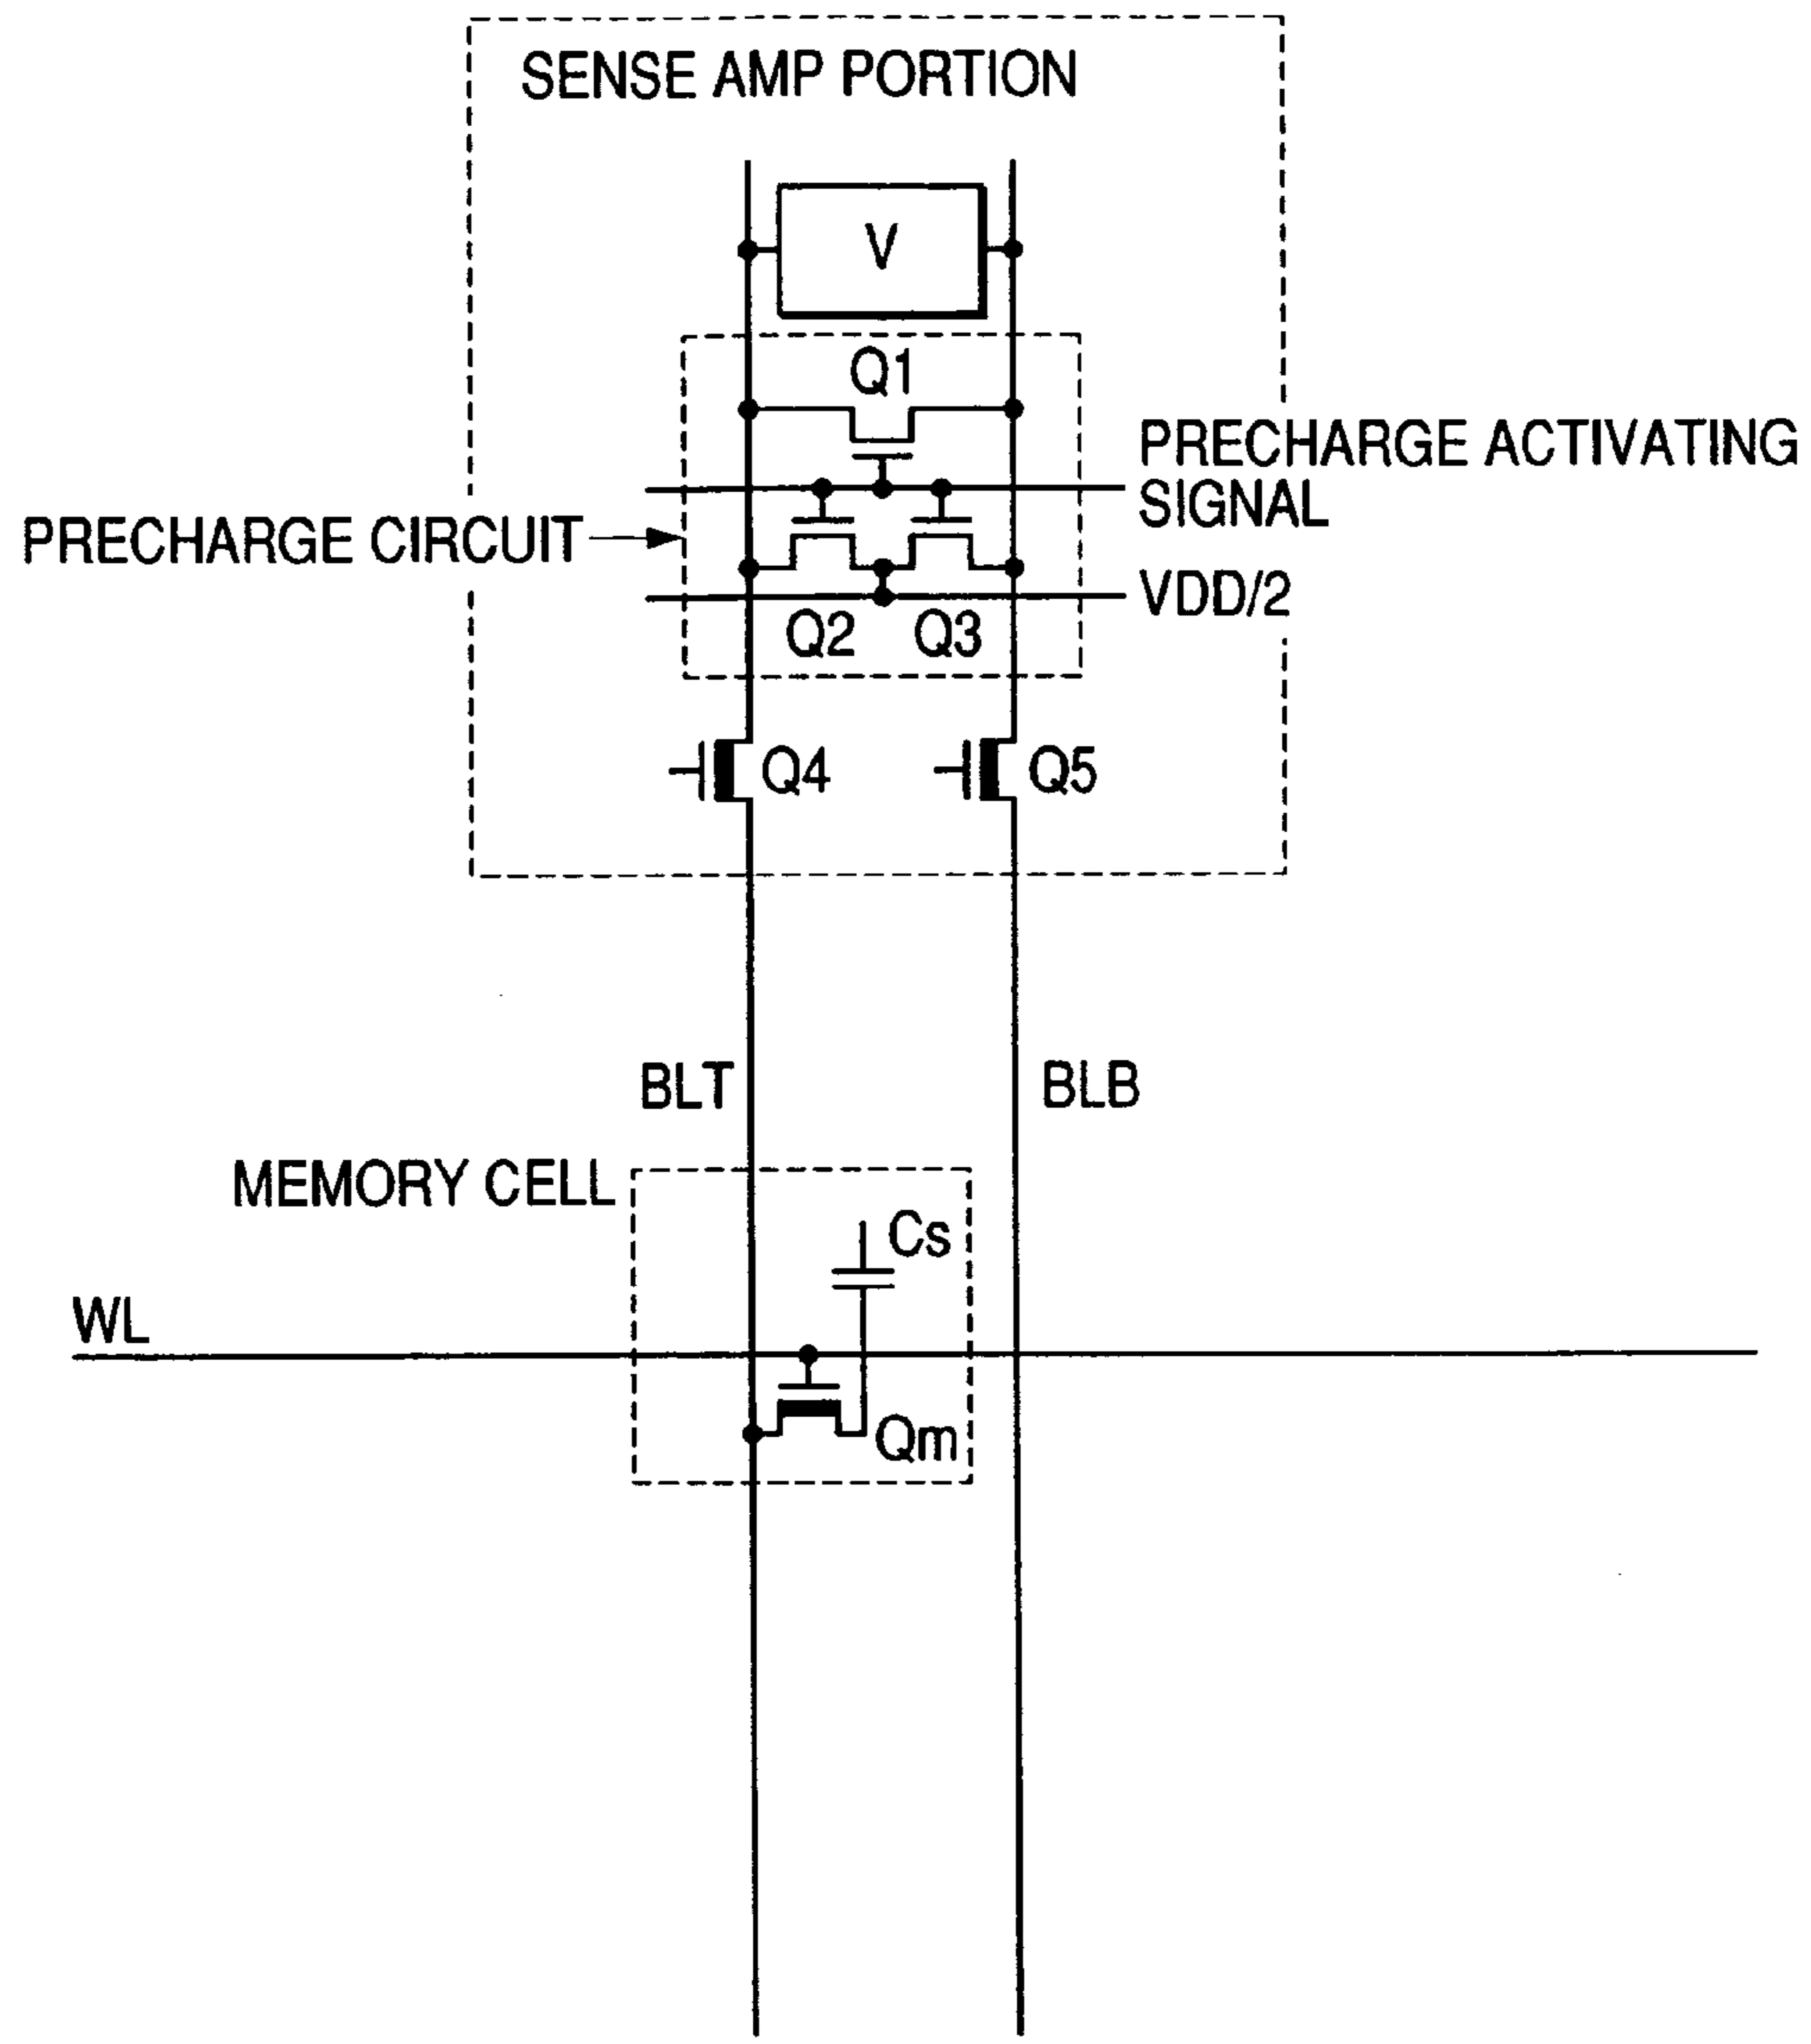 SENSE AMP PORTION
V
Q1
PRECHARGE ACTIVATING
SIGNAL
PRECHARGE CIRCUIT
VDD/2
Q2
Q3
Q4
Q5
BLT
BLB
MEMORY CELL
Cs
WL
Qm